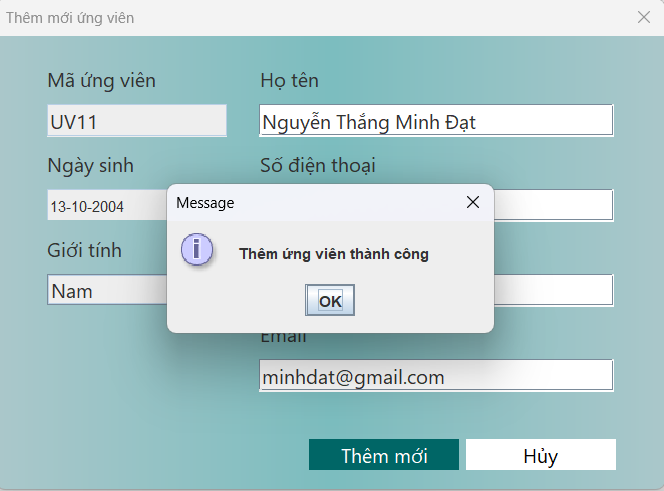 Thêm mới ứng viên
Mã ứng viên
Họ tên
UV11
Nguyễn Thắng Minh Đạt
Ngày sinh
Số điện thoại
13-10-2004
Message
Giới tính
Thêm ứng viên thành công
Nam
OK
Email
minhdat@gmail.com
Thêm mới
Hủy